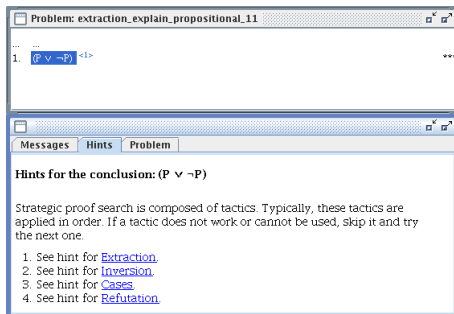 Problem: extraction_explain_propositional_11
... ...
1. (P ∨ ¬P) <1> **
Messages Hints Problem
Hints for the conclusion: (P ∨ ¬P)
Strategic proof search is composed of tactics. Typically, these tactics are
applied in order. If a tactic does not work or cannot be used, skip it and try
the next one.
1. See hint for Extraction.
2. See hint for Inversion.
3. See hint for Cases.
4. See hint for Refutation.